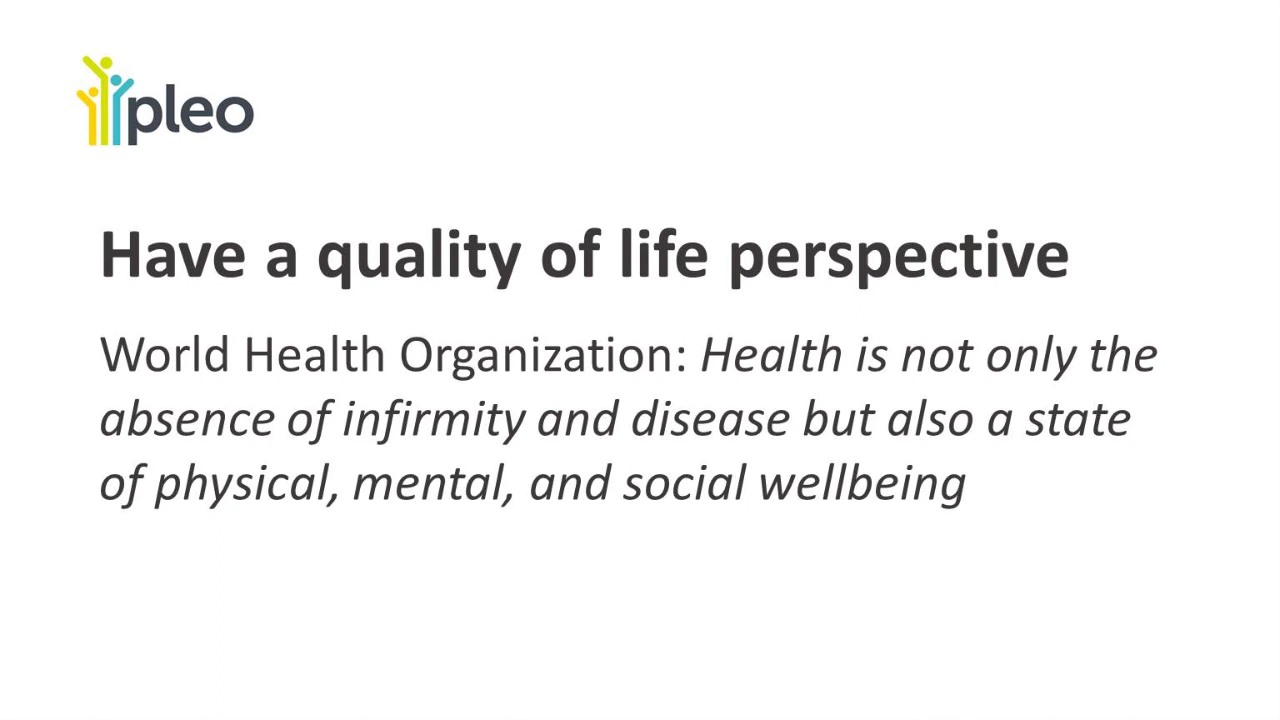 pleo
Have a quality of life perspective
World Health Organization: Health is not only the
absence of infirmity and disease but also a state
of physical, mental, and social wellbeing